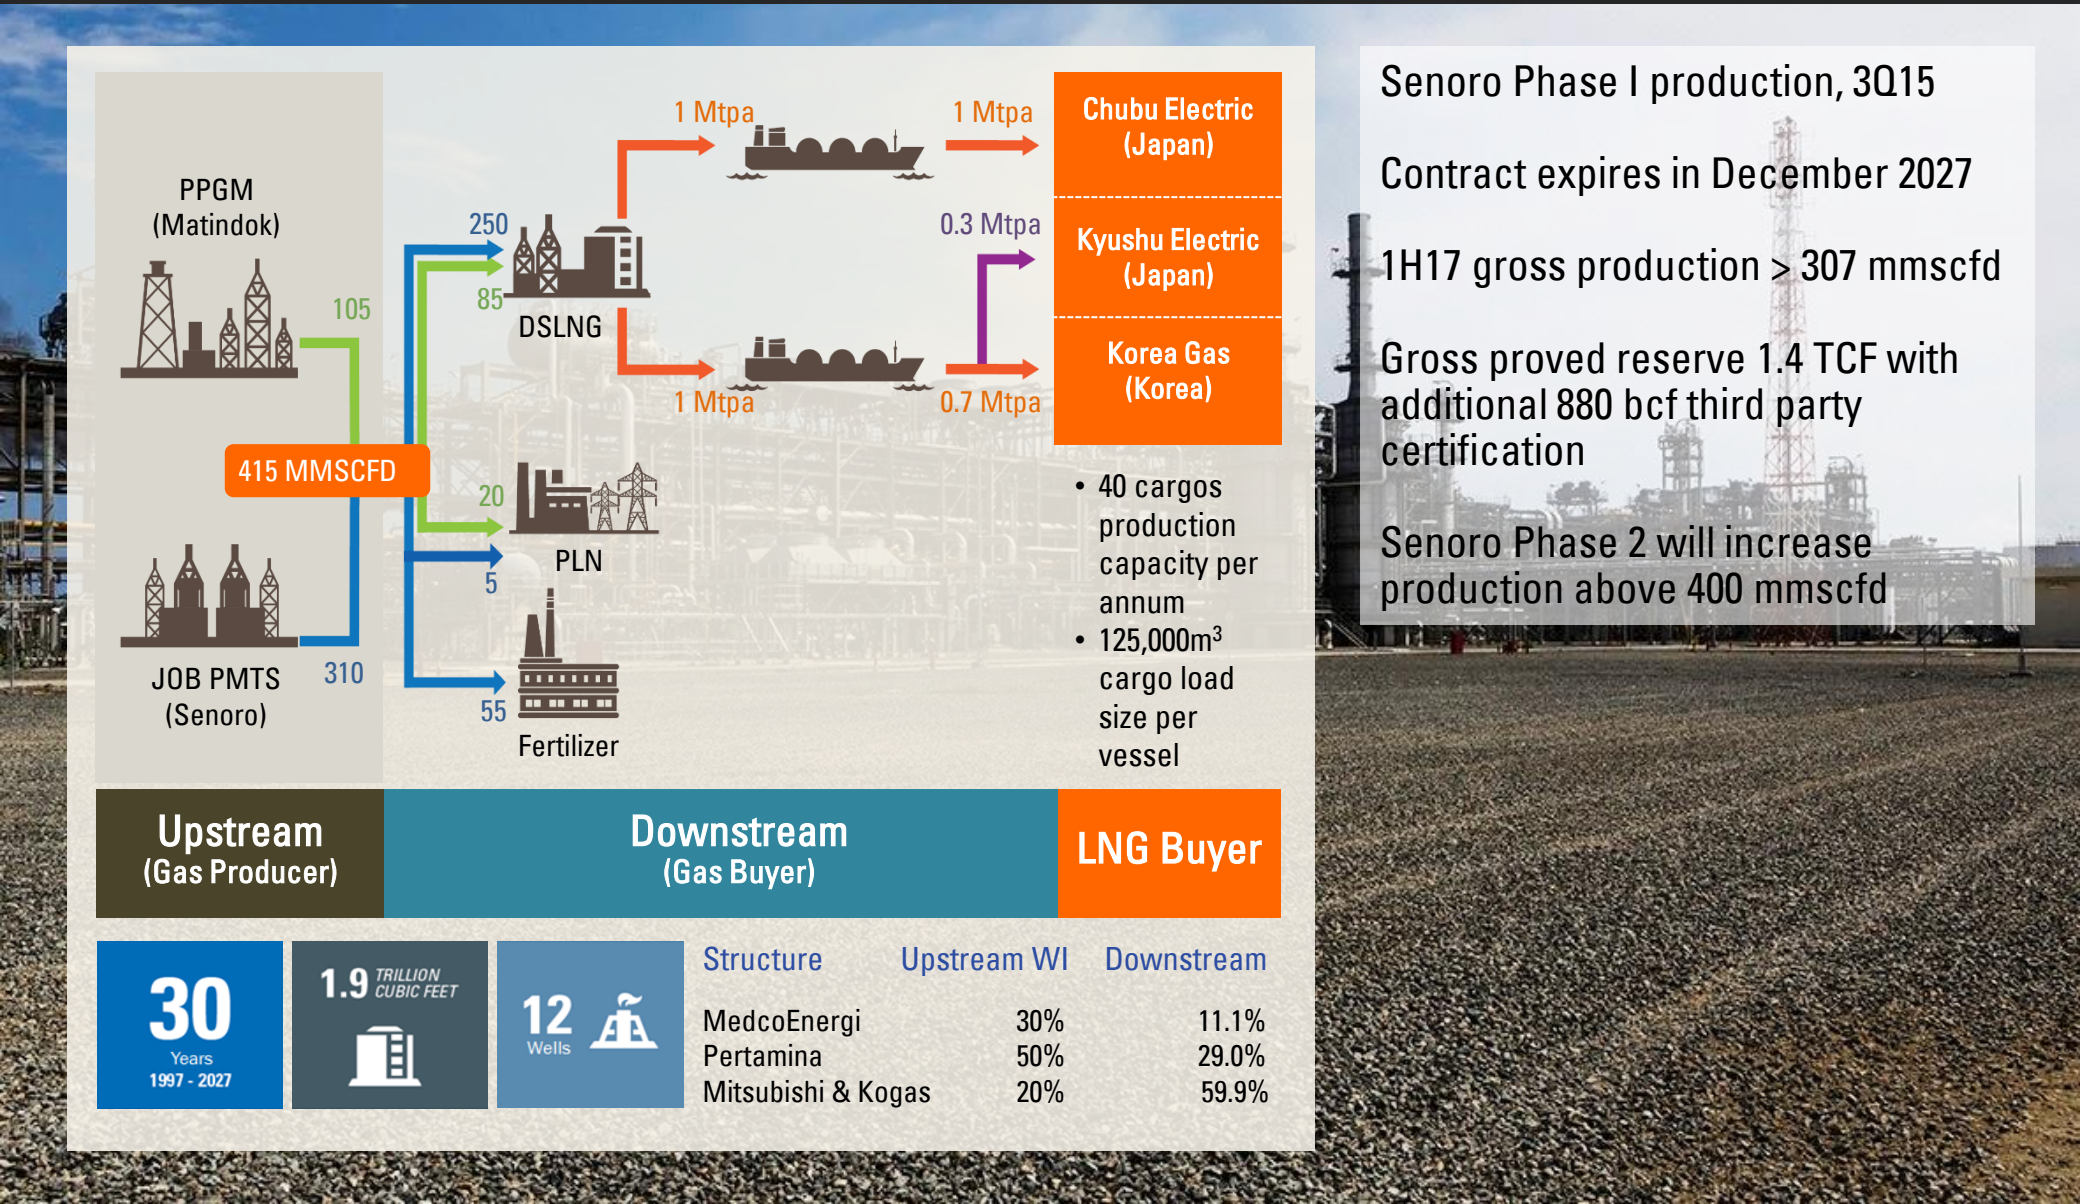 PPGM
(Matindok)
105
415 MMSCFD
JOB PMTS
(Senoro)
310
250
85
DSLNG
20
PLN
5
55
Fertilizer
1 Mtpa
1 Mtpa
1 Mtpa
0.3 Mtpa
0.7 Mtpa
Chubu Electric
(Japan)
Kyushu Electric
(Japan)
Korea Gas
(Korea)
• 40 cargos
production
capacity per
annum
• 125,000m³
cargo load
size per
vessel
Upstream
(Gas Producer)
Downstream
(Gas Buyer)
LNG Buyer
30
Years
1997 - 2027
1.9 TRILLION
CUBIC FEET
12
Wells
Structure Upstream WI Downstream
MedcoEnergi 30% 11.1%
Pertamina 50% 29.0%
Mitsubishi & Kogas 20% 59.9%
Senoro Phase I production, 3Q15
Contract expires in December 2027
1H17 gross production > 307 mmscfd
Gross proved reserve 1.4 TCF with
additional 880 bcf third party
certification
Senoro Phase 2 will increase
production above 400 mmscfd